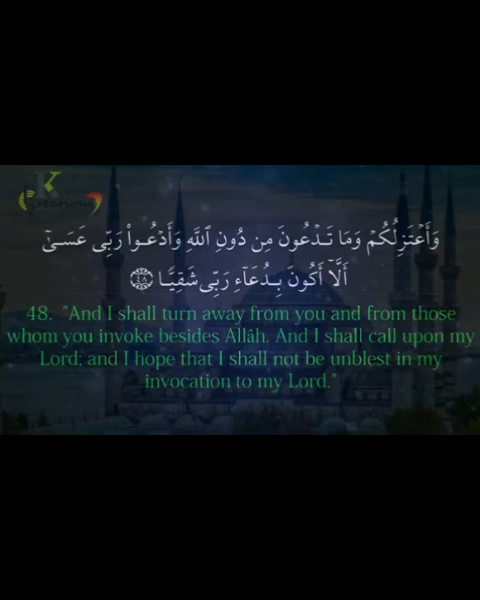 K
Creations
وَأَعْتَزِلُكُمْ وَمَا تَدْعُونَ مِن دُونِ ٱللَّهِ وَأَدْعُوا۟ رَبِّى عَسَىٰٓ
أَلَّآ أَكُونَ بِدُعَآءِ رَبِّى شَقِيًّا ٤٨
48. "And I shall turn away from you and from those
whom you invoke besides Allâh. And I shall call upon my
Lord; and I hope that I shall not be unblest in my
invocation to my Lord."